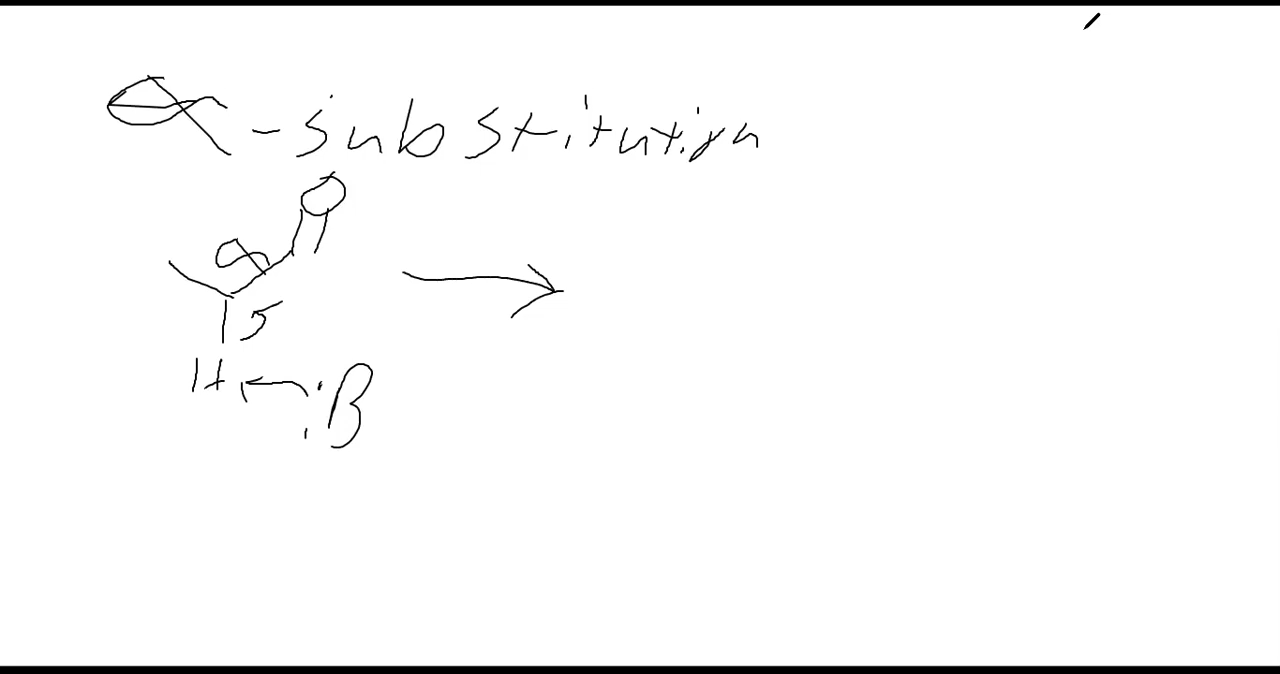 α-substitution
O
α
H :B